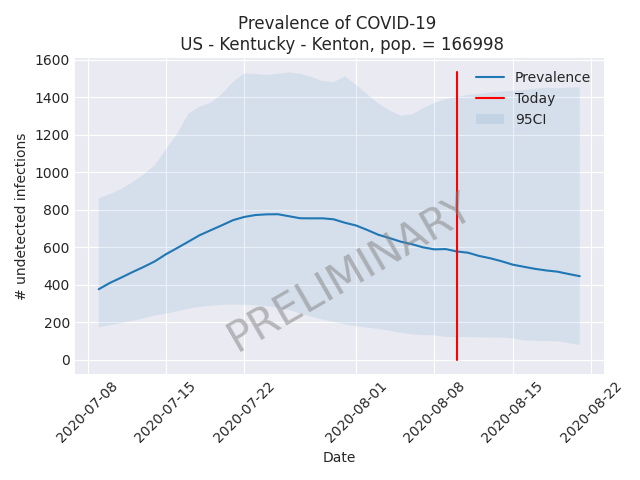 Prevalence of COVID-19
US - Kentucky - Kenton, pop. = 166998
1600
1400
1200
1000
800
600
400
200
0
# undetected infections
Prevalence
Today
95CI
PRELIMINARY
2020-07-08
2020-07-15
2020-07-22
2020-08-01
2020-08-08
2020-08-15
2020-08-22
Date